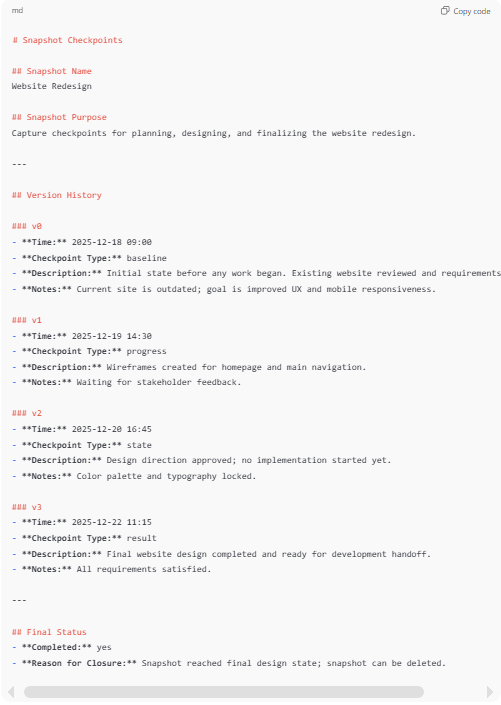 md
Copy code
# Snapshot Checkpoints
## Snapshot Name
Website Redesign
## Snapshot Purpose
Capture checkpoints for planning, designing, and finalizing the website redesign.
---
## Version History
### v0
- **Time:** 2025-12-18 09:00
- **Checkpoint Type:** baseline
- **Description:** Initial state before any work began. Existing website reviewed and requirements
- **Notes:** Current site is outdated; goal is improved UX and mobile responsiveness.
### v1
- **Time:** 2025-12-19 14:30
- **Checkpoint Type:** progress
- **Description:** Wireframes created for homepage and main navigation.
- **Notes:** Waiting for stakeholder feedback.
### v2
- **Time:** 2025-12-20 16:45
- **Checkpoint Type:** state
- **Description:** Design direction approved; no implementation started yet.
- **Notes:** Color palette and typography locked.
### v3
- **Time:** 2025-12-22 11:15
- **Checkpoint Type:** result
- **Description:** Final website design completed and ready for development handoff.
- **Notes:** All requirements satisfied.
---
## Final Status
- **Completed:** yes
- **Reason for Closure:** Snapshot reached final design state; snapshot can be deleted.